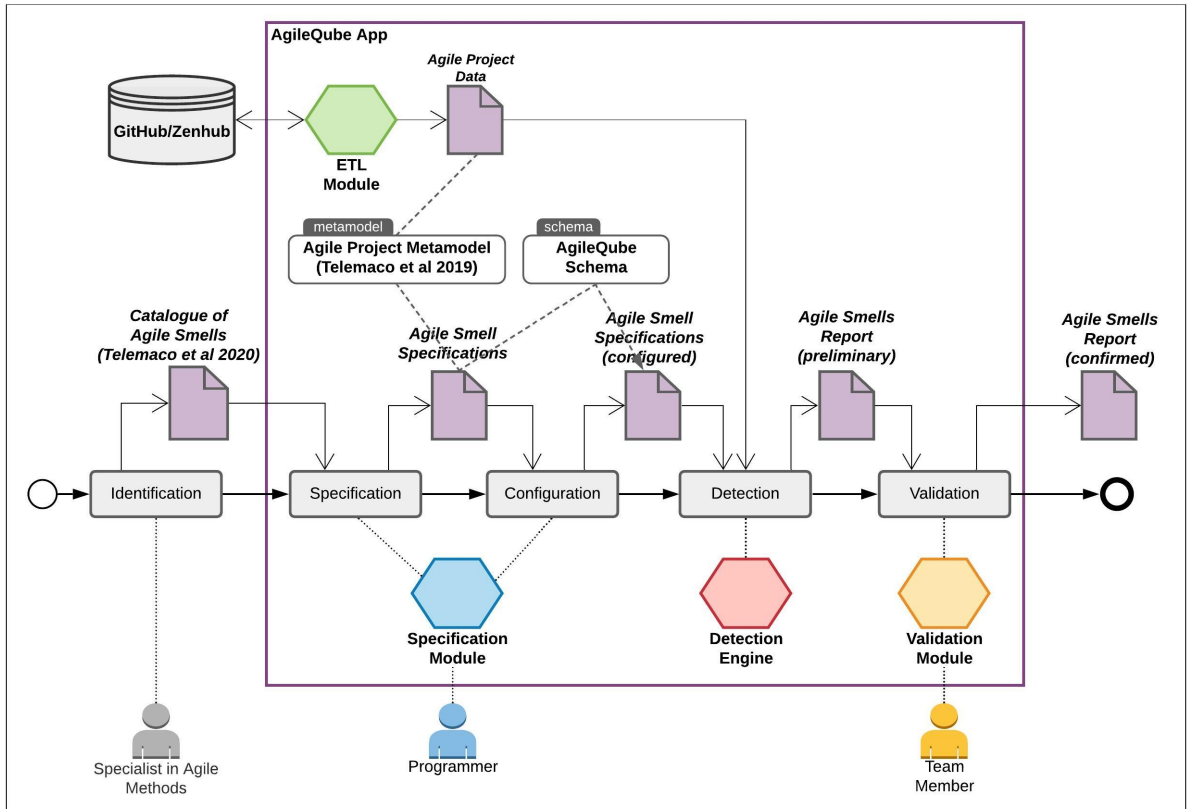 AgileQube App
Agile Project
Data
GitHub/Zenhub
ETL
Module
metamodel
Agile Project Metamodel
(Telemaco et al 2019)
schema
AgileQube
Schema
Catalogue of
Agile Smells
(Telemaco et al 2020)
Agile Smell
Specifications
Agile Smell
Specifications
(configured)
Agile Smells
Report
(preliminary)
Agile Smells
Report
(confirmed)
Identification
Specification
Configuration
Detection
Validation
Specification
Module
Detection
Engine
Validation
Module
Specialist in Agile
Methods
Programmer
Team
Member